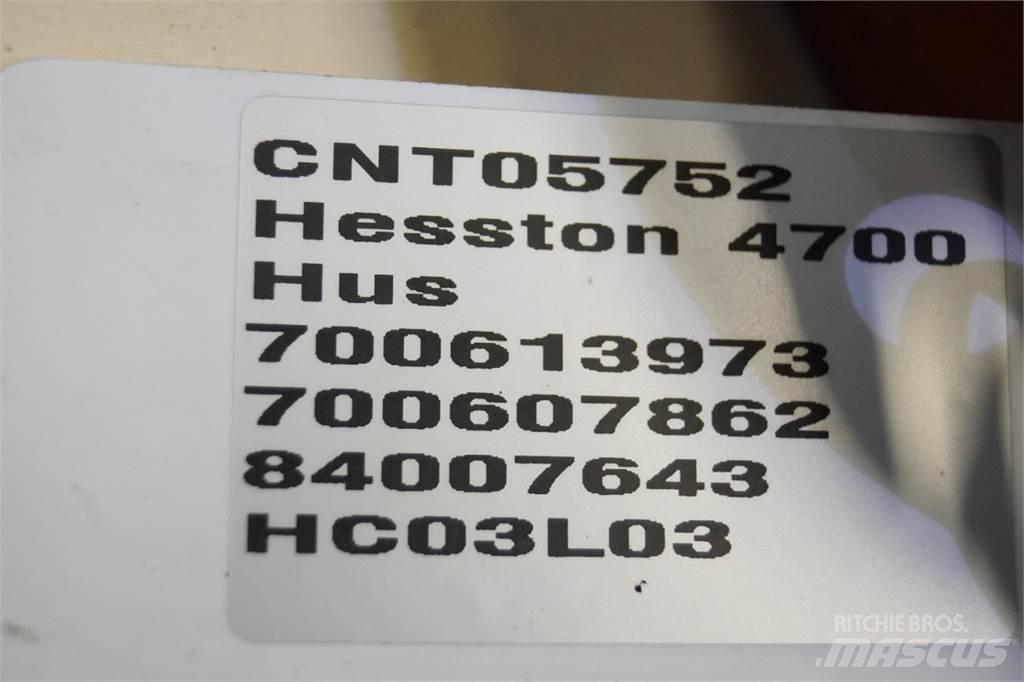 CNT05752
Hesston 4700
Hus
700613973
700607862
84007643
HC03L03
RITCHIE BROS.
MASCUS